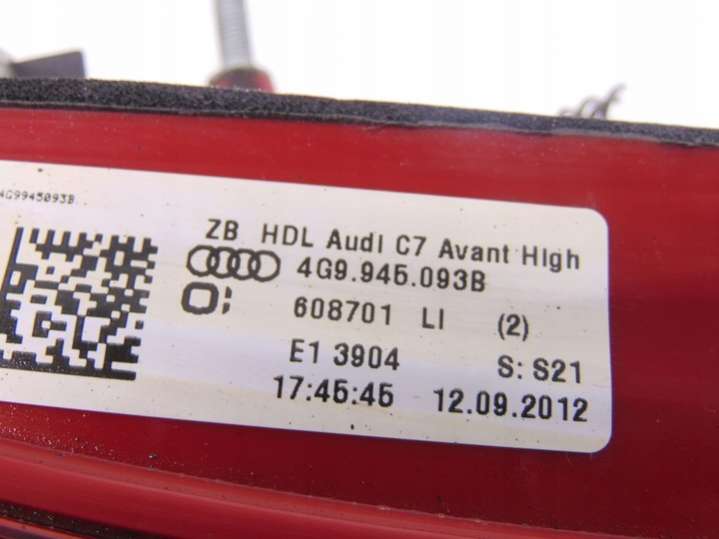 4G9945093B
ZB HDL Audi C7 Avant High
4G9.945.093B
608701 LI (2)
E1 3904 S: S21
17:45:45 12.09.2012